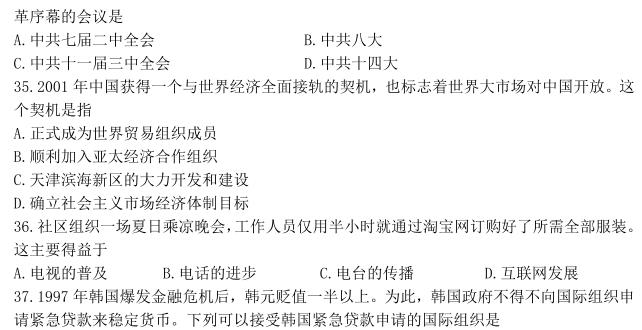 革序幕的会议是
A.中共七届二中全会 B.中共八大
C.中共十一届三中全会 D.中共十四大
35.2001 年中国获得一个与世界经济全面接轨的契机，也标志着世界大市场对中国开放。这
个契机是指
A.正式成为世界贸易组织成员
B.顺利加入亚太经济合作组织
C.天津滨海新区的大力开发和建设
D.确立社会主义市场经济体制目标
36.社区组织一场夏日乘凉晚会，工作人员仅用半小时就通过淘宝网订购好了所需全部服装。
这主要得益于
A.电视的普及 B.电话的进步 C.电台的传播 D.互联网发展
37.1997 年韩国爆发金融危机后，韩元贬值一半以上。为此，韩国政府不得不向国际组织申
请紧急贷款来稳定货币。下列可以接受韩国紧急贷款申请的国际组织是